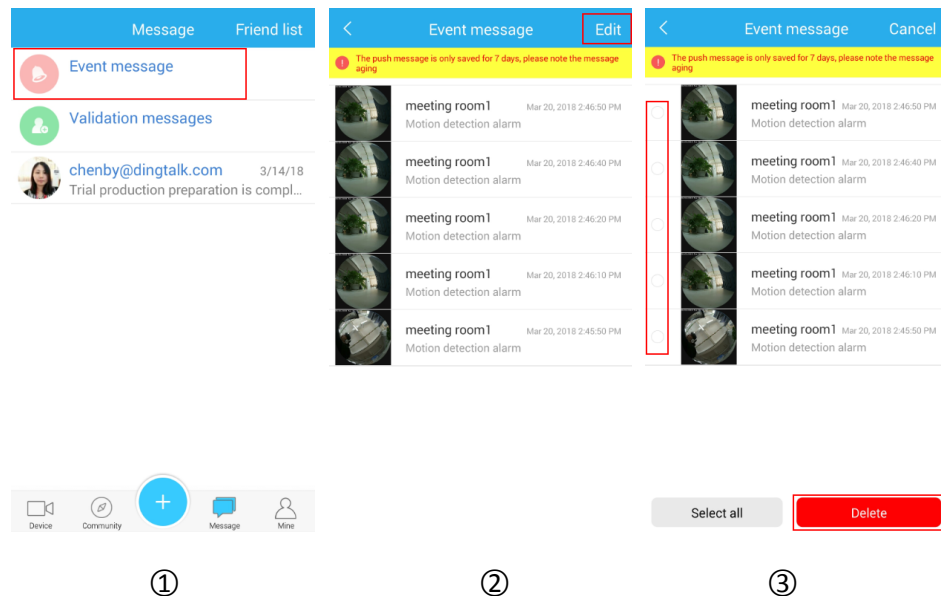 Message Friend list
Event message
Validation messages
chenby@dingtalk.com 3/14/18
Trial production preparation is compl...
Device Community + Message Mine
①
Event message Edit
! The push message is only saved for 7 days, please note the message
aging
meeting room1 Mar 20, 2018 2:46:50 PM
Motion detection alarm
meeting room1 Mar 20, 2018 2:46:40 PM
Motion detection alarm
meeting room1 Mar 20, 2018 2:46:20 PM
Motion detection alarm
meeting room1 Mar 20, 2018 2:46:10 PM
Motion detection alarm
meeting room1 Mar 20, 2018 2:45:50 PM
Motion detection alarm
②
Event message Cancel
! The push message is only saved for 7 days, please note the message
aging
meeting room1 Mar 20, 2018 2:46:50 PM
Motion detection alarm
meeting room1 Mar 20, 2018 2:46:40 PM
Motion detection alarm
meeting room1 Mar 20, 2018 2:46:20 PM
Motion detection alarm
meeting room1 Mar 20, 2018 2:46:10 PM
Motion detection alarm
meeting room1 Mar 20, 2018 2:45:50 PM
Motion detection alarm
Select all Delete
③